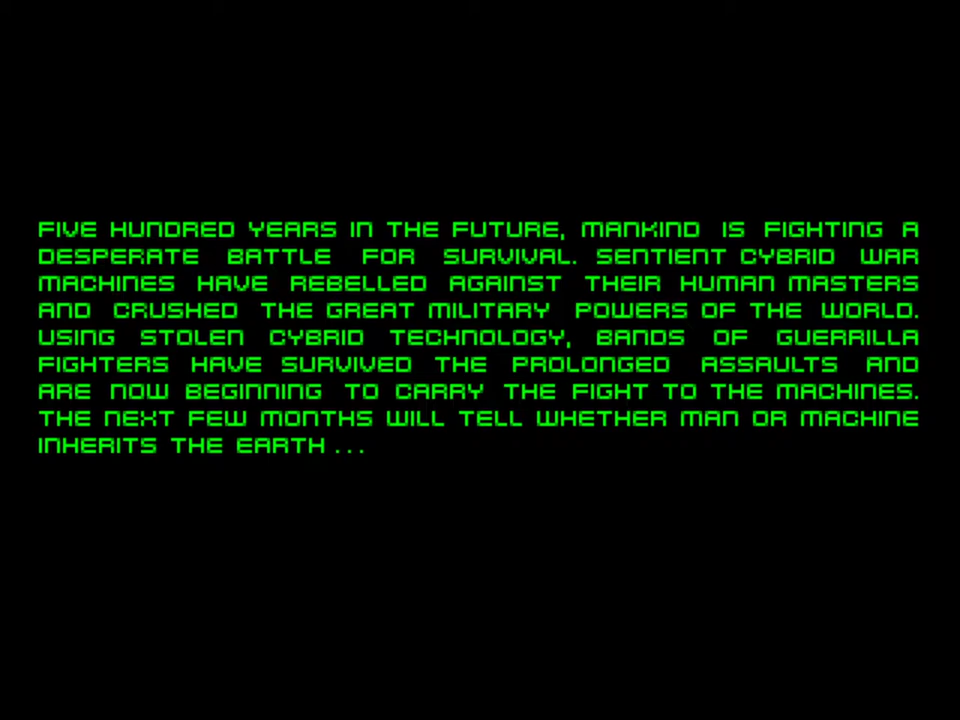 FIVE HUNDRED YEARS IN THE FUTURE, MANKIND IS FIGHTING A
DESPERATE BATTLE FOR SURVIVAL. SENTIENT CYBRID WAR
MACHINES HAVE REBELLED AGAINST THEIR HUMAN MASTERS
AND CRUSHED THE GREAT MILITARY POWERS OF THE WORLD.
USING STOLEN CYBRID TECHNOLOGY, BANDS OF GUERRILLA
FIGHTERS HAVE SURVIVED THE PROLONGED ASSAULTS AND
ARE NOW BEGINNING TO CARRY THE FIGHT TO THE MACHINES.
THE NEXT FEW MONTHS WILL TELL WHETHER MAN OR MACHINE
INHERITS THE EARTH ...